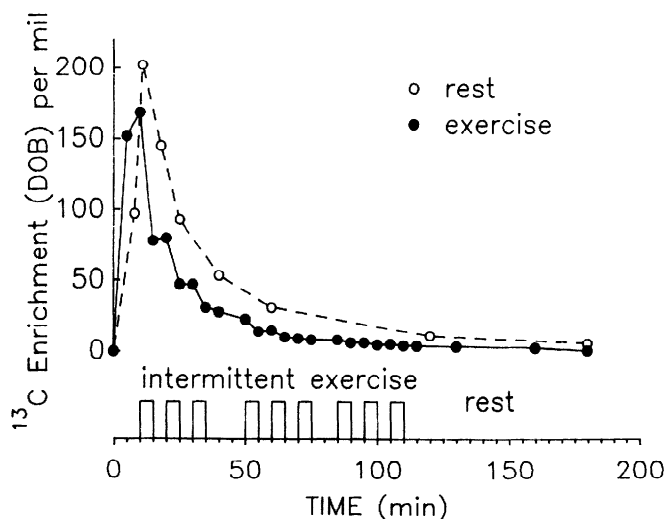 ¹³C Enrichment (DOB) per mil
200
150
100
50
0
rest
exercise
intermittent exercise
rest
0
50
100
150
200
TIME (min)